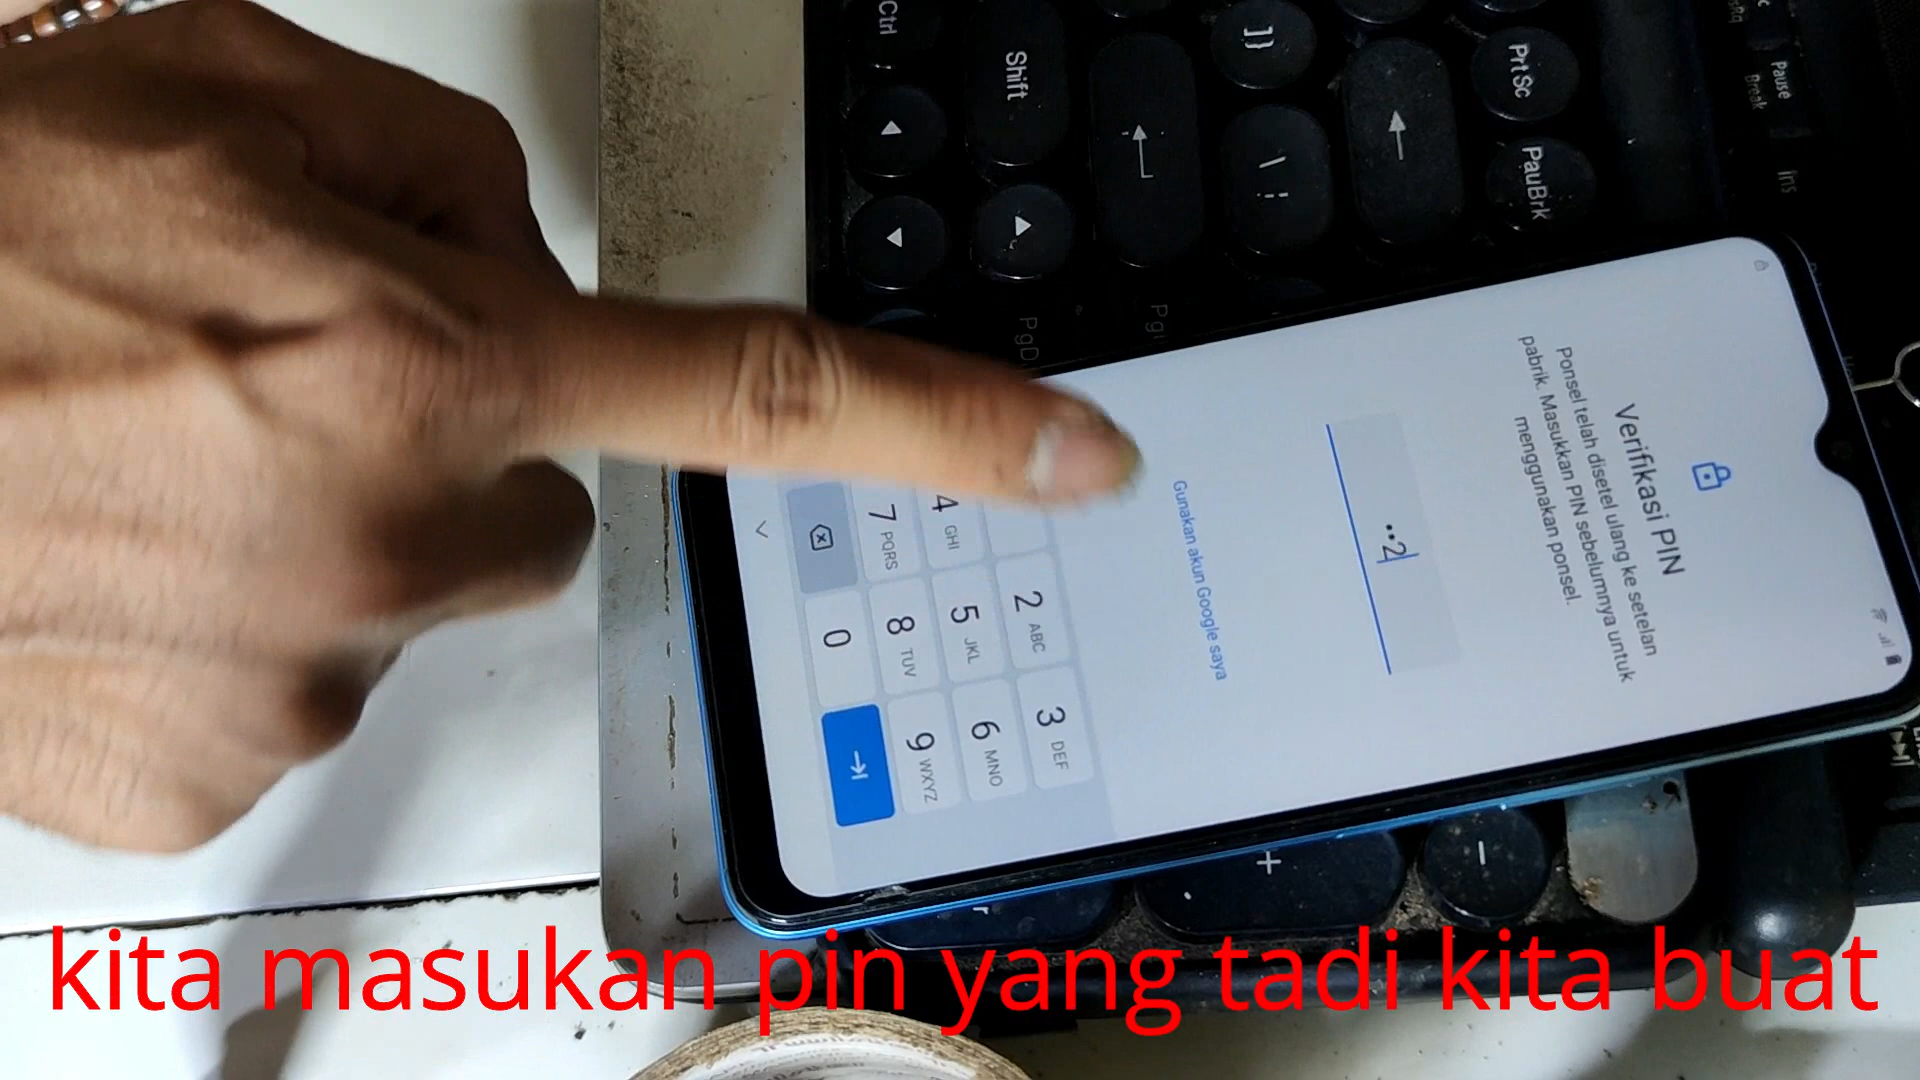 Verifikasi PIN
Ponsel telah disetel ulang ke setelan
pabrik. Masukkan PIN sebelumnya untuk
menggunakan ponsel.
••2
Gunakan akun Google saya
2 ABC
3 DEF
4 GHI
5 JKL
6 MNO
7 PQRS
8 TUV
9 WXYZ
0
Ctrl
Shift
]}
\ ¦
PrtSc
PauBrk
Pause
Break
Ins
PgD
+
-
kita masukan pin yang tadi kita buat